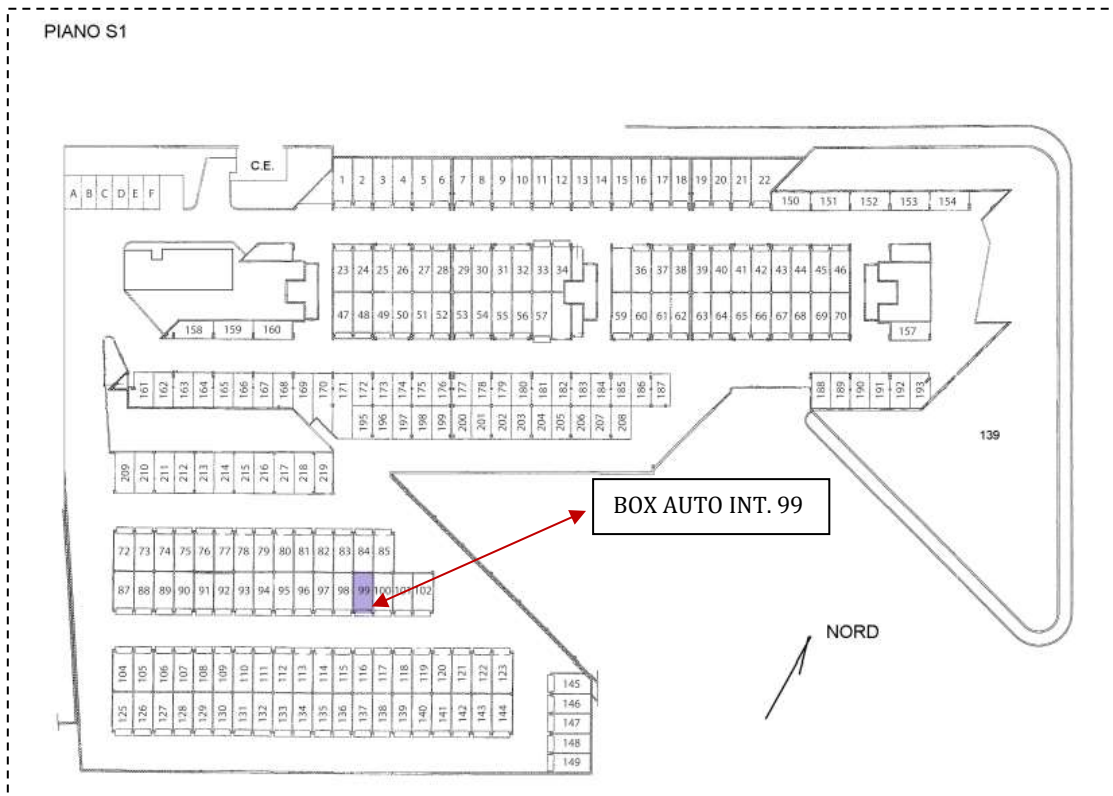 PIANO S1
C.E.
A B C D E F
1 2 3 4 5 6 7 8 9 10 11 12 13 14 15 16 17 18 19 20 21 22
150 151 152 153 154
23 24 25 26 27 28 29 30 31 32 33 34 36 37 38 39 40 41 42 43 44 45 46
47 48 49 50 51 52 53 54 55 56 57 59 60 61 62 63 64 65 66 67 68 69 70
158 159 160 157
161 162 163 164 165 166 167 168 169 170 171 172 173 174 175 176 177 178 179 180 181 182 183 184 185 186 187 188 189 190 191 192 193
195 196 197 198 199 200 201 202 203 204 205 206 207 208
139
209 210 211 212 213 214 215 216 217 218 219
BOX AUTO INT. 99
72 73 74 75 76 77 78 79 80 81 82 83 84 85
87 88 89 90 91 92 93 94 95 96 97 98 99 100 101 102
NORD
104 105 106 107 108 109 110 111 112 113 114 115 116 117 118 119 120 121 122 123
125 126 127 128 129 130 131 132 133 134 135 136 137 138 139 140 141 142 143 144
145
146
147
148
149